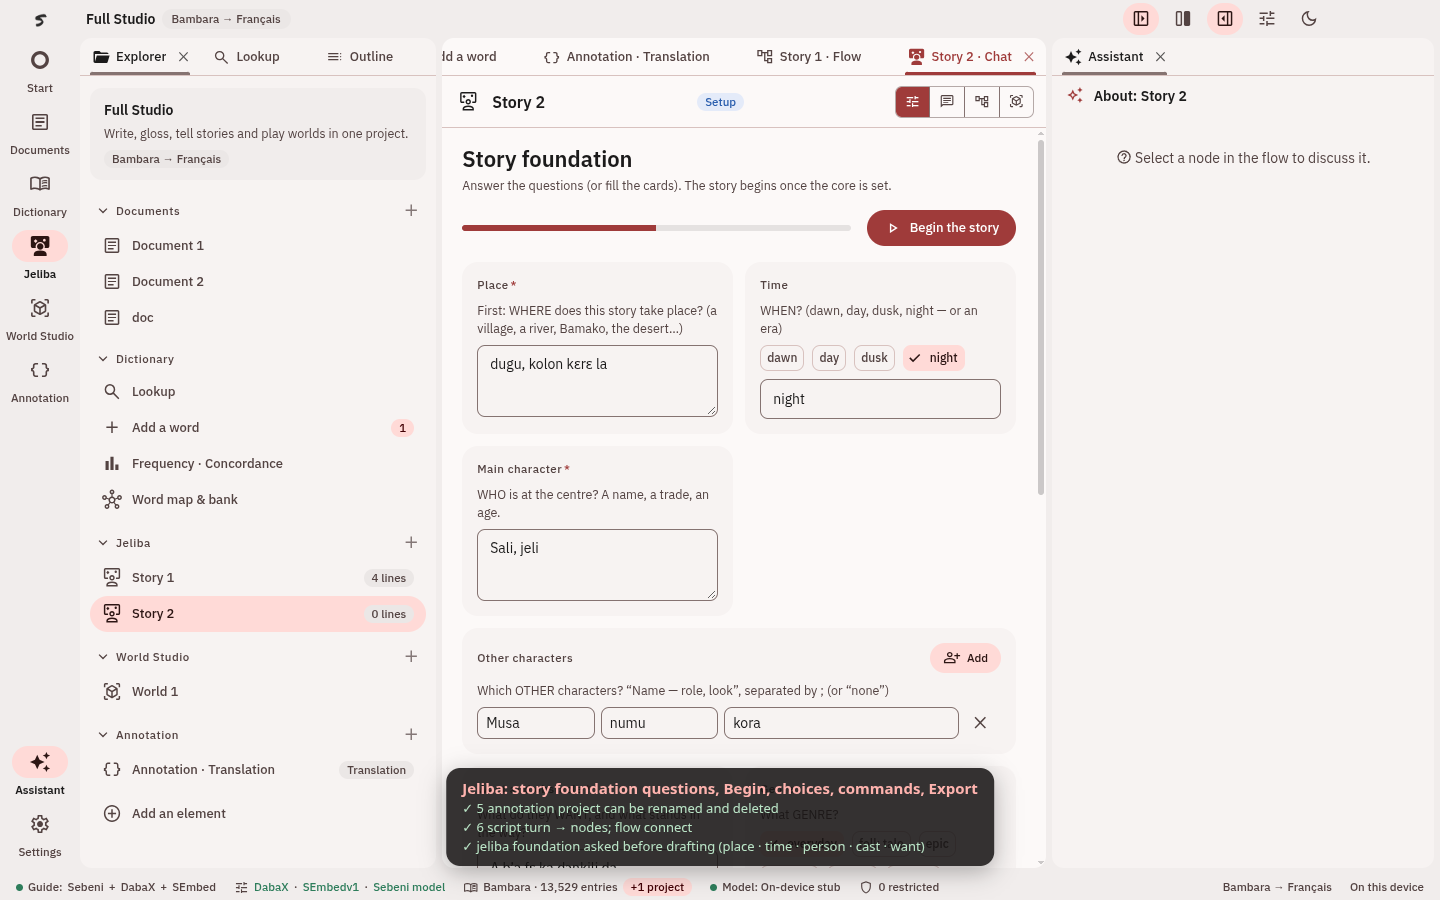 Full Studio
Bambara → Français
Start
Documents
Dictionary
Jeliba
World Studio
Annotation
Assistant
Settings
Explorer
Lookup
Outline
Full Studio
Write, gloss, tell stories and play worlds in one project.
Bambara → Français
Documents
Document 1
Document 2
doc
Dictionary
Lookup
Add a word
1
Frequency · Concordance
Word map & bank
Jeliba
Story 1
4 lines
Story 2
0 lines
World Studio
World 1
Annotation
Annotation · Translation
Translation
Add an element
dd a word
Annotation · Translation
Story 1 · Flow
Story 2 · Chat
Story 2
Setup
Story foundation
Answer the questions (or fill the cards). The story begins once the core is set.
Begin the story
Place *
First: WHERE does this story take place? (a
village, a river, Bamako, the desert…)
dugu, kolon kɛrɛ la
Time
WHEN? (dawn, day, dusk, night — or an
era)
dawn
day
dusk
night
night
Main character *
WHO is at the centre? A name, a trade, an
age.
Sali, jeli
Other characters
Add
Which OTHER characters? “Name — role, look”, separated by ; (or “none”)
Musa
numu
kora
Jeliba: story foundation questions, Begin, choices, commands, Export
✓ 5 annotation project can be renamed and deleted
✓ 6 script turn → nodes; flow connect
✓ jeliba foundation asked before drafting (place · time · person · cast · want)
Assistant
About: Story 2
Select a node in the flow to discuss it.
Guide: Sebeni + DabaX + SEmbed
DabaX · SEmbedv1 · Sebeni model
Bambara · 13,529 entries
+1 project
Model: On-device stub
0 restricted
Bambara → Français
On this device